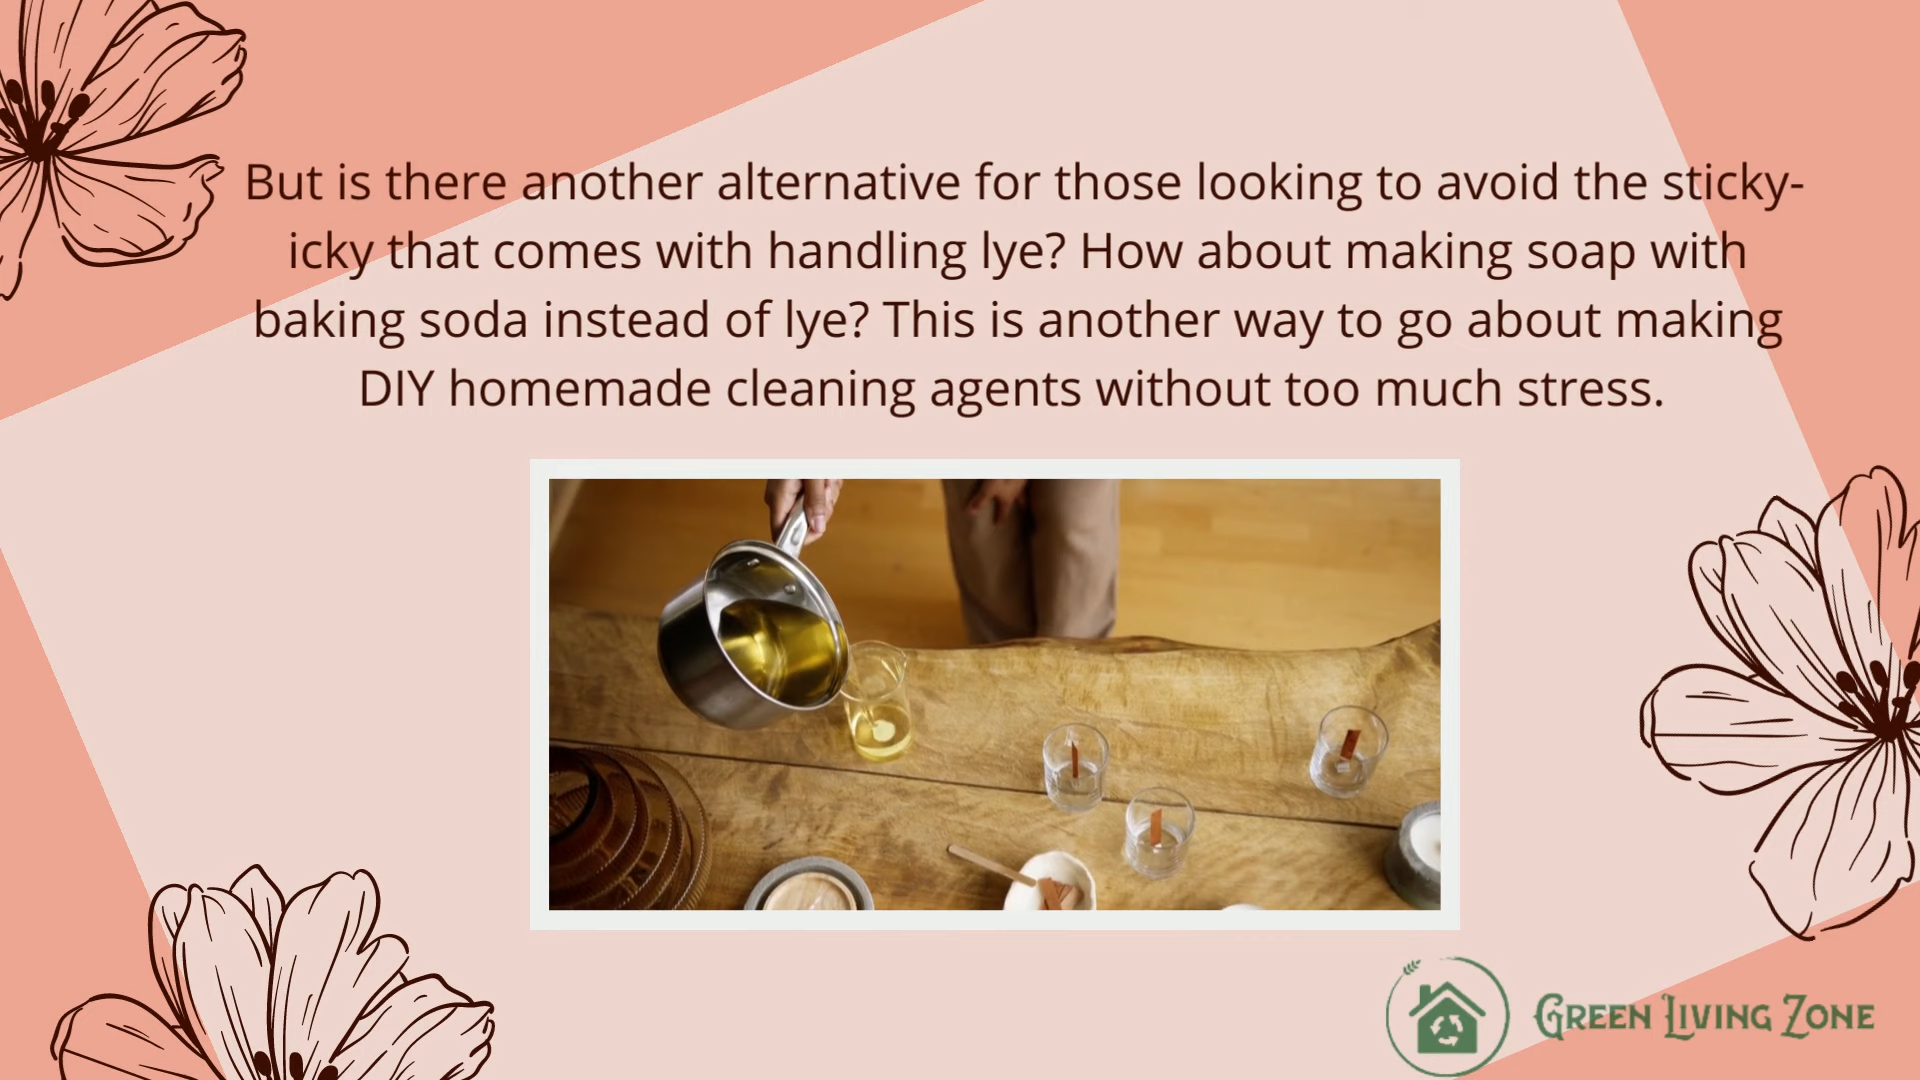 But is there another alternative for those looking to avoid the sticky-
icky that comes with handling lye? How about making soap with
baking soda instead of lye? This is another way to go about making
DIY homemade cleaning agents without too much stress.
GREEN LIVING ZONE